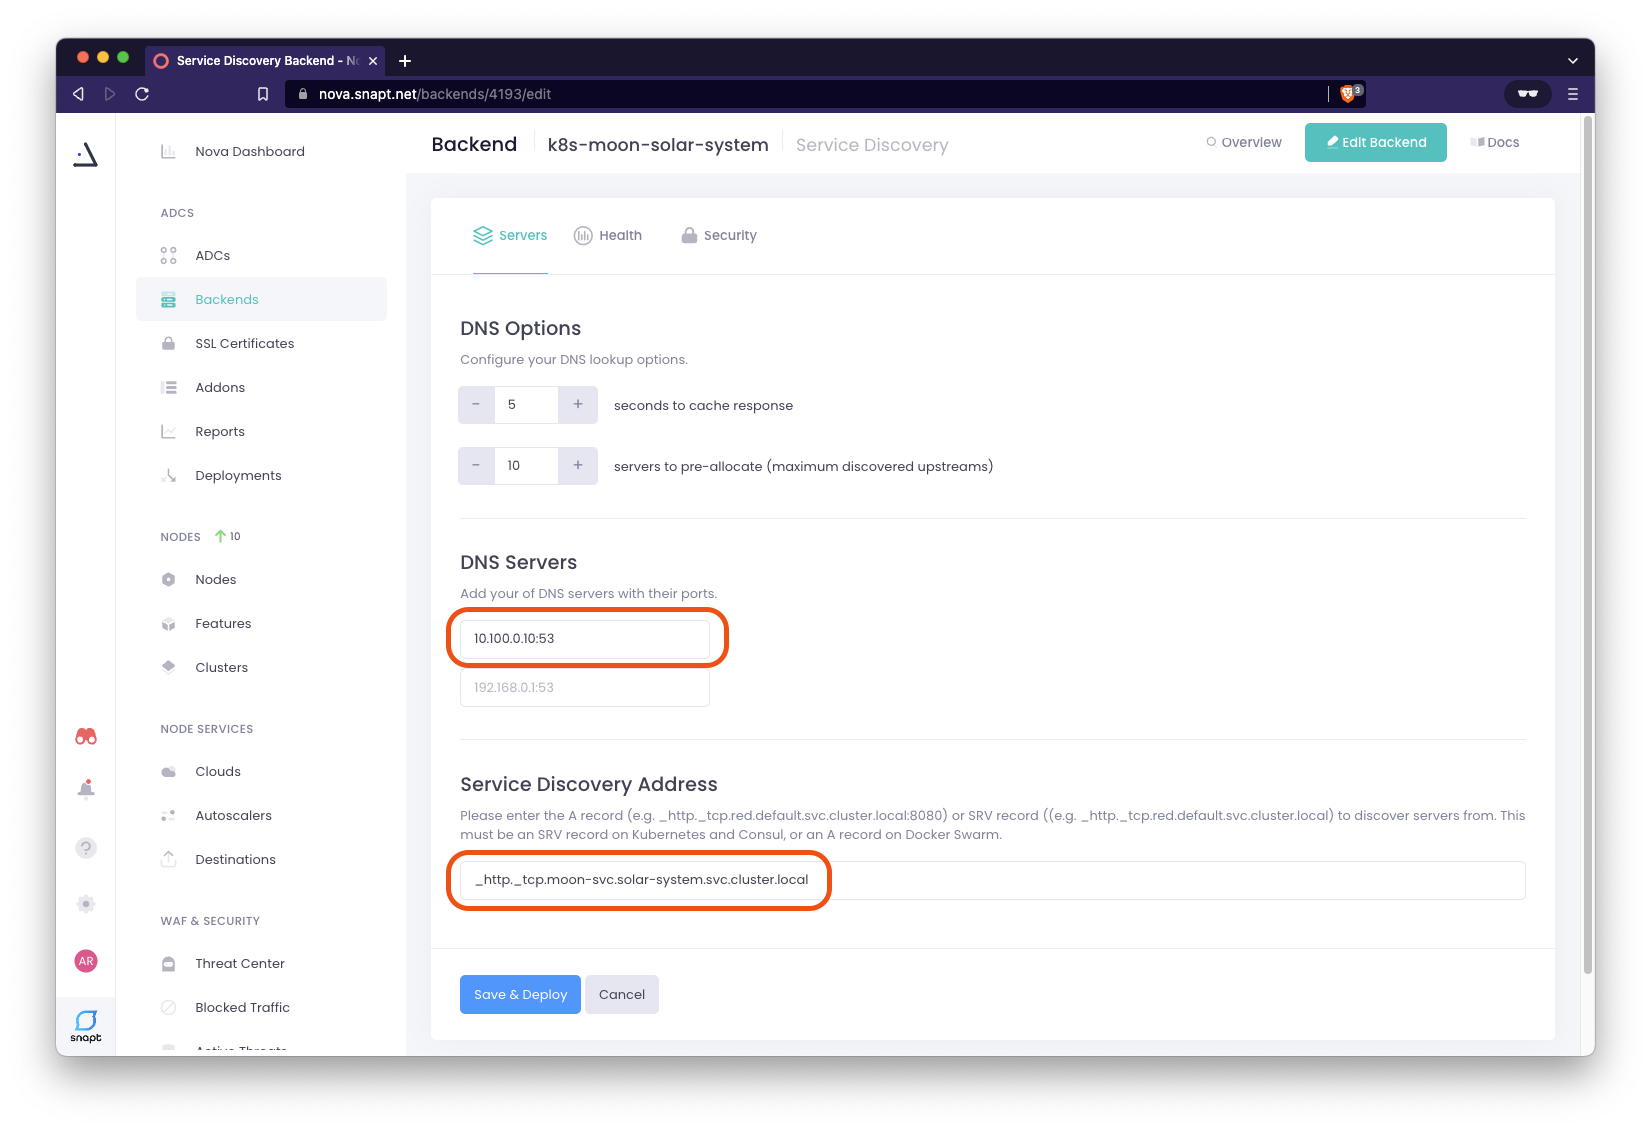 Service Discovery Backend - No
nova.snapt.net/backends/4193/edit
3
Nova Dashboard
ADCS
ADCs
Backends
SSL Certificates
Addons
Reports
Deployments
NODES 10
Nodes
Features
Clusters
NODE SERVICES
Clouds
Autoscalers
Destinations
WAF & SECURITY
Threat Center
Blocked Traffic
Active Threats
AR
snapt
Backend k8s-moon-solar-system Service Discovery
Overview Edit Backend Docs
Servers Health Security
DNS Options
Configure your DNS lookup options.
- 5 + seconds to cache response
- 10 + servers to pre-allocate (maximum discovered upstreams)
DNS Servers
Add your of DNS servers with their ports.
10.100.0.10:53
192.168.0.1:53
Service Discovery Address
Please enter the A record (e.g. _http._tcp.red.default.svc.cluster.local:8080) or SRV record ((e.g. _http._tcp.red.default.svc.cluster.local) to discover servers from. This
must be an SRV record on Kubernetes and Consul, or an A record on Docker Swarm.
_http._tcp.moon-svc.solar-system.svc.cluster.local
Save & Deploy Cancel